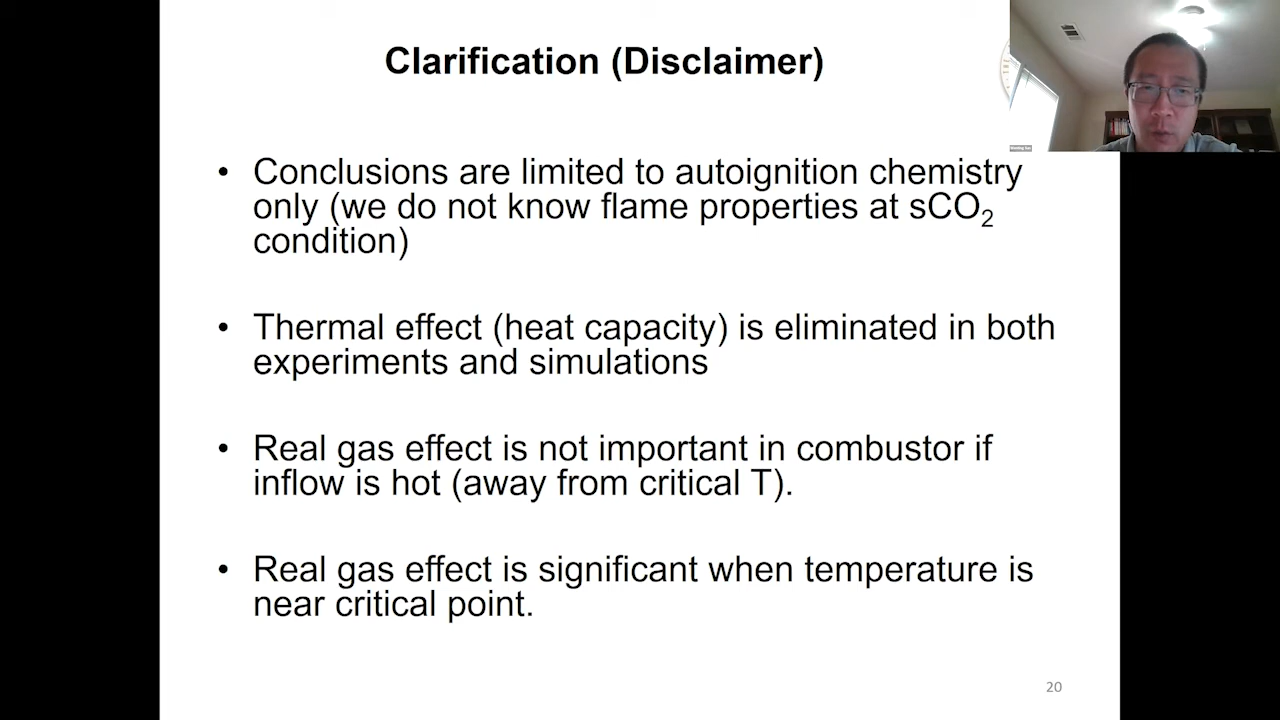 Clarification (Disclaimer)
• Conclusions are limited to autoignition chemistry
only (we do not know flame properties at sCO₂
condition)
• Thermal effect (heat capacity) is eliminated in both
experiments and simulations
• Real gas effect is not important in combustor if
inflow is hot (away from critical T).
• Real gas effect is significant when temperature is
near critical point.
20